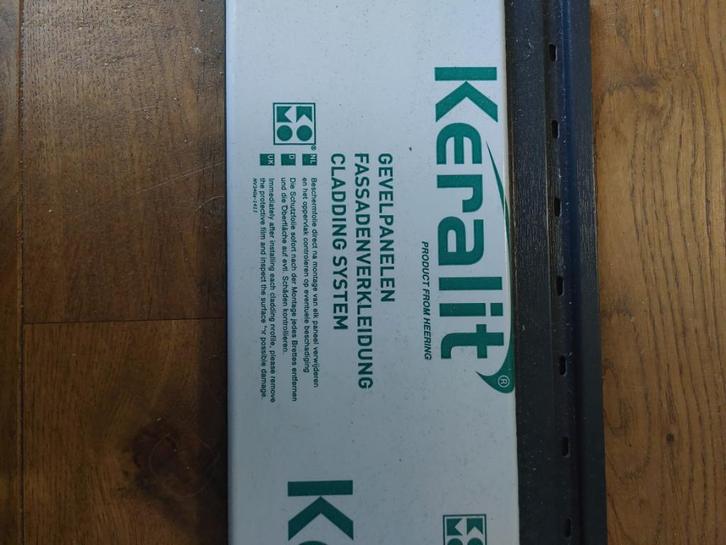 Keralit®
PRODUCT FROM HEERING
GEVELPANELEN
FASSADENVERKLEIDUNG
CLADDING SYSTEM
KOMO®
NL Beschermfolie direct na montage van elk paneel verwijderen
en het oppervlak controleren op eventuele beschadiging
D Die Schutzfolie sofort nach der Montage jedes Brettes entfernen
und die Oberfläche auf evtl. Schäden kontrollieren.
UK Immediately after installing each cladding profile, please remove
the protective film and inspect the surface possible damage.
KOMO
Ke